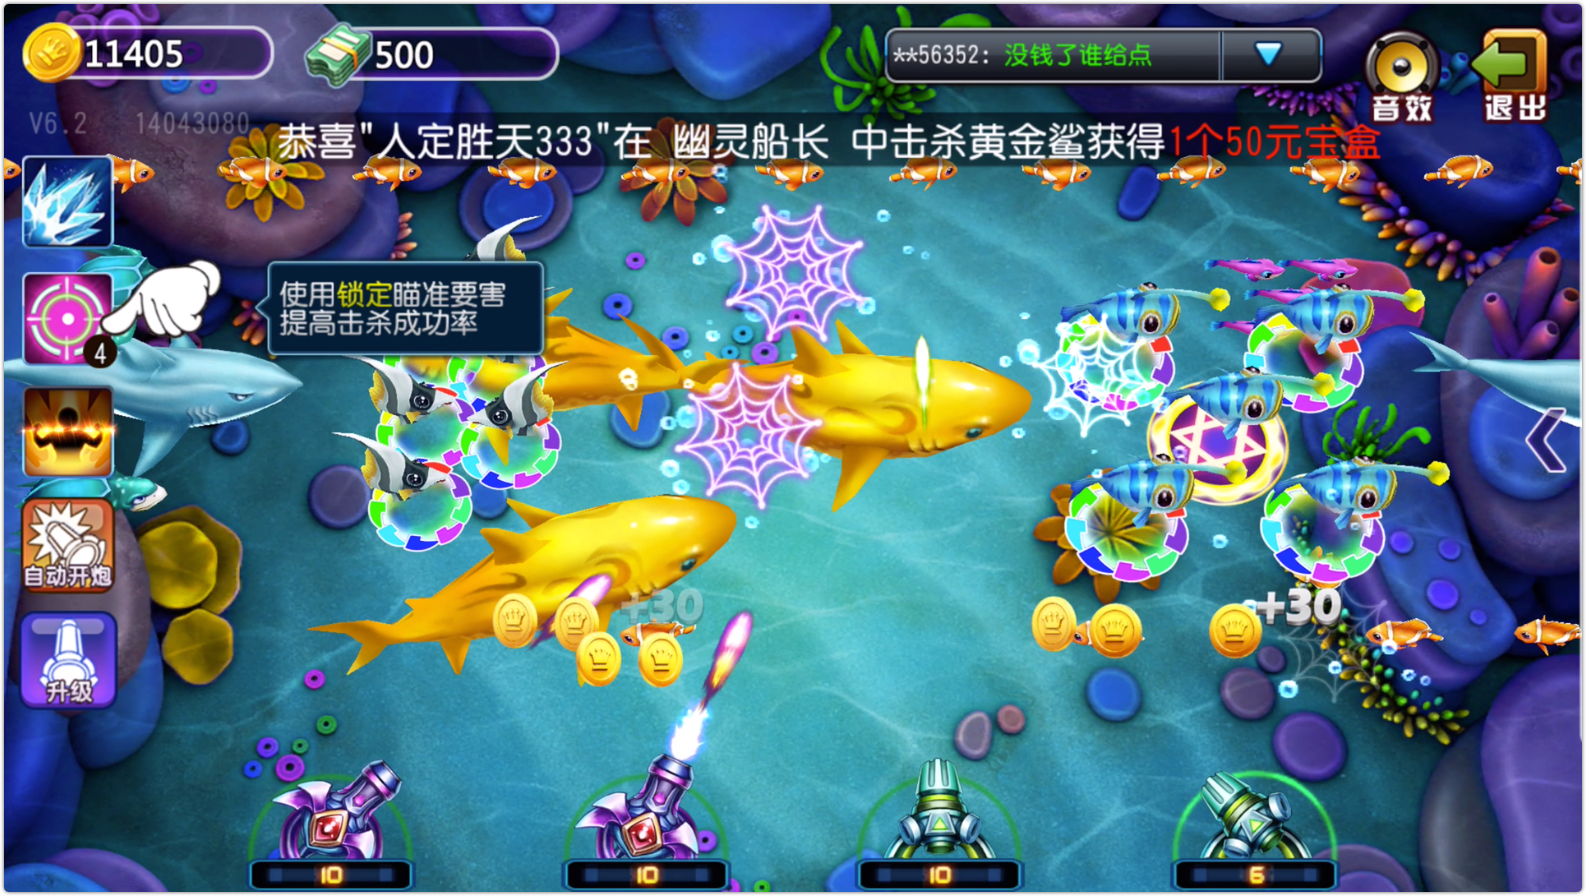 11405
500
**56352: 没钱了谁给点
音效
退出
V6.2 14043080
恭喜"人定胜天333"在 幽灵船长 中击杀黄金鲨获得1个50元宝盒
使用锁定瞄准要害
提高击杀成功率
4
自动开炮
+30
+30
升级
10
10
10
6